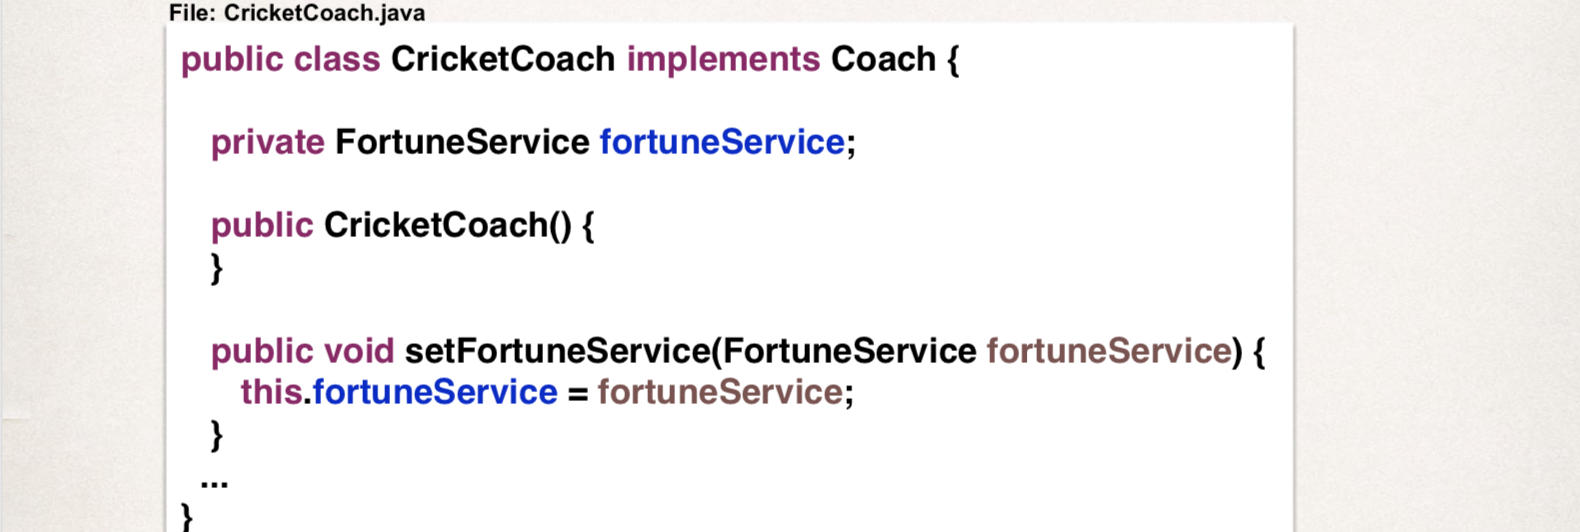 File: CricketCoach.java
public class CricketCoach implements Coach {
private FortuneService fortuneService;
public CricketCoach() {
}
public void setFortuneService(FortuneService fortuneService) {
this.fortuneService = fortuneService;
}
...
}